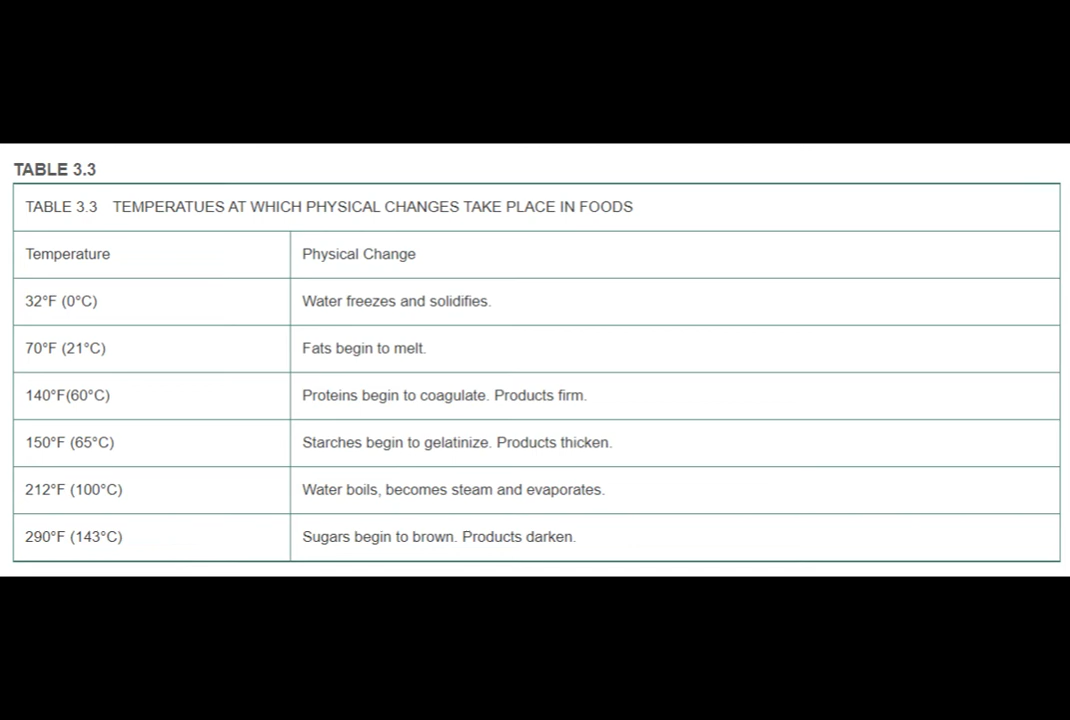 TABLE 3.3
TABLE 3.3 TEMPERATUES AT WHICH PHYSICAL CHANGES TAKE PLACE IN FOODS
Temperature Physical Change
32°F (0°C) Water freezes and solidifies.
70°F (21°C) Fats begin to melt.
140°F(60°C) Proteins begin to coagulate. Products firm.
150°F (65°C) Starches begin to gelatinize. Products thicken.
212°F (100°C) Water boils, becomes steam and evaporates.
290°F (143°C) Sugars begin to brown. Products darken.